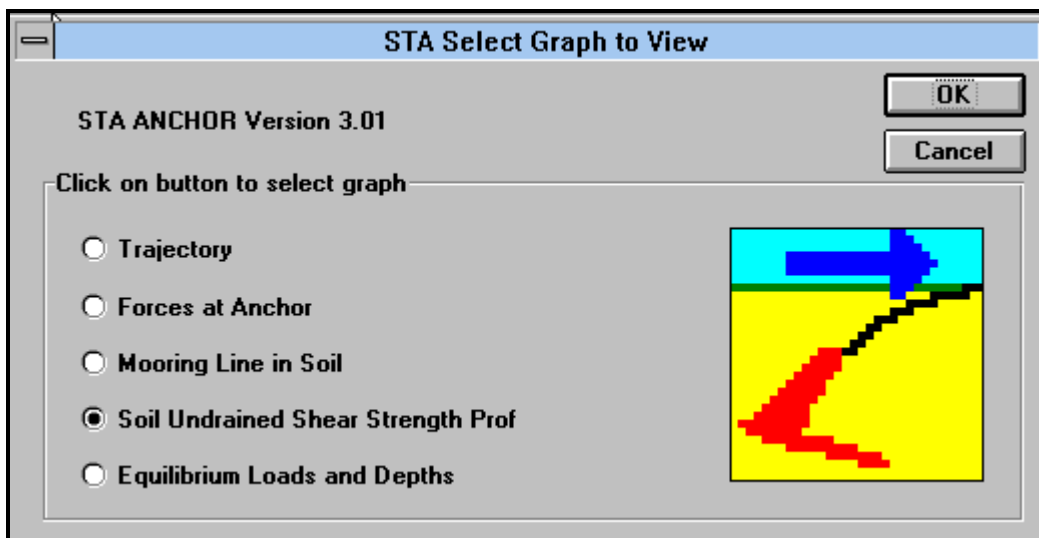 STA Select Graph to View
OK
STA ANCHOR Version 3.01
Cancel
Click on button to select graph
Trajectory
Forces at Anchor
Mooring Line in Soil
Soil Undrained Shear Strength Prof
Equilibrium Loads and Depths